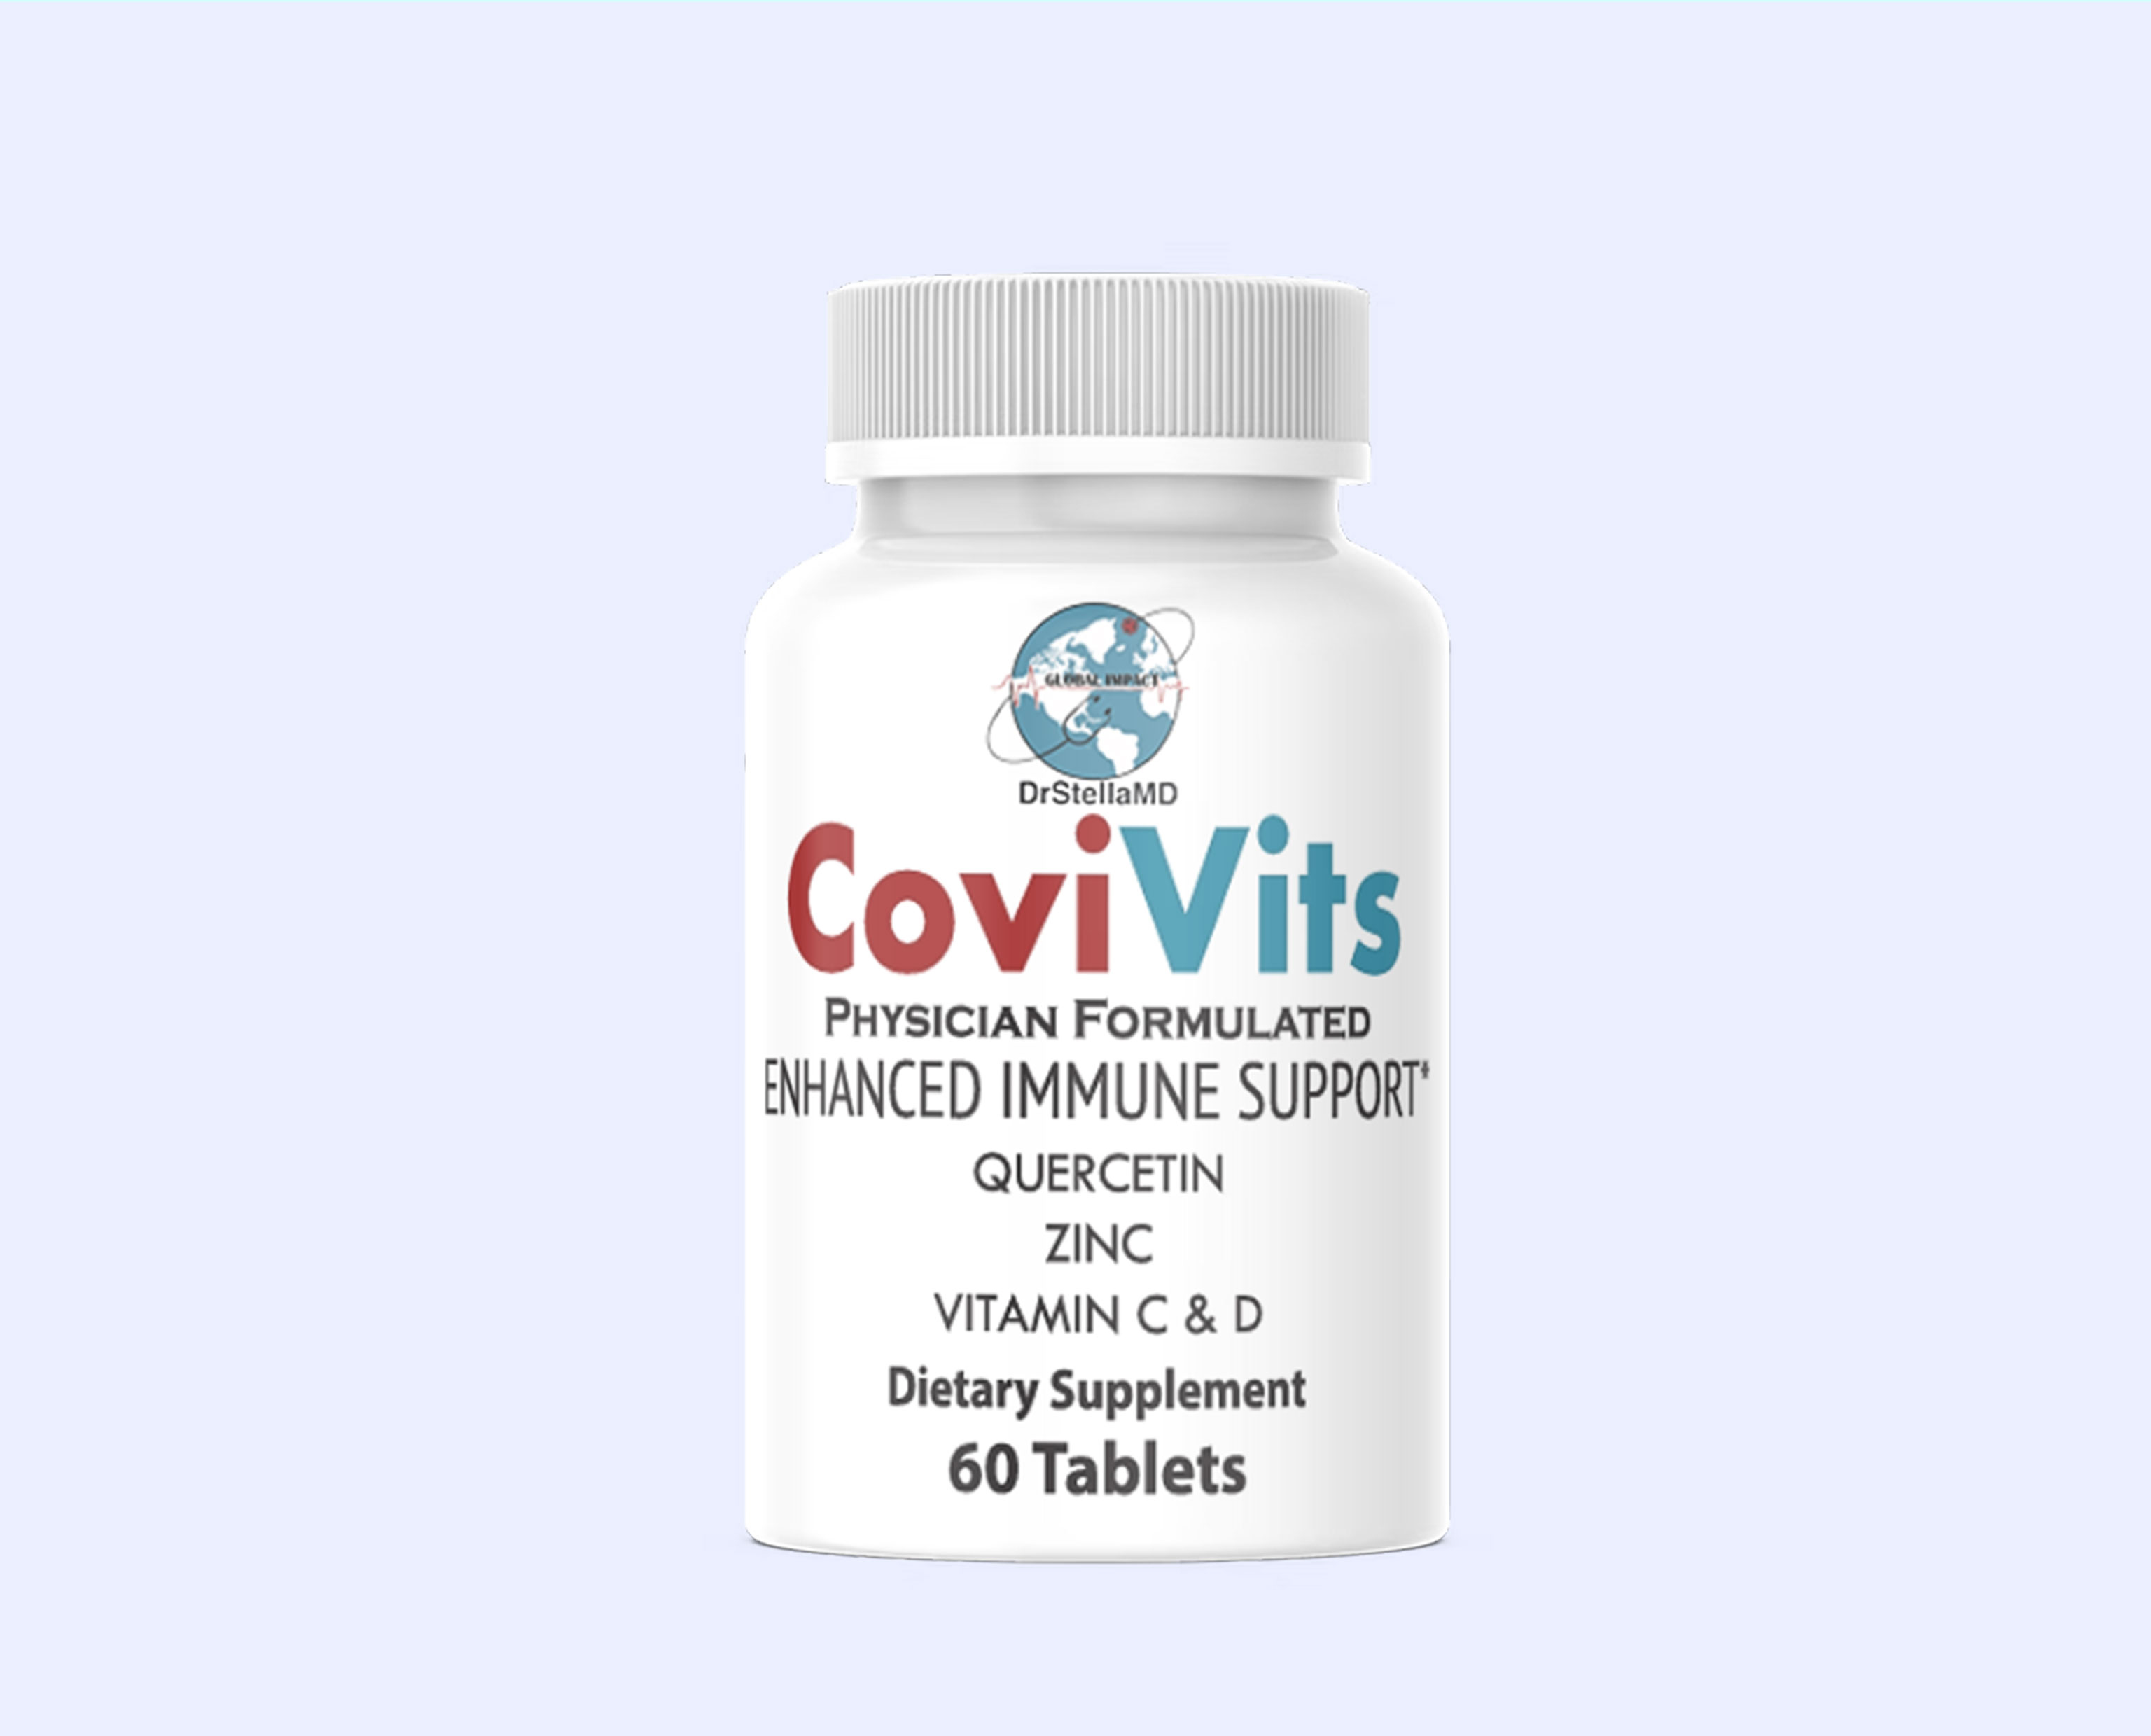 GLOBAL IMPACT
DrStellaMD
CoviVits
PHYSICIAN FORMULATED
ENHANCED IMMUNE SUPPORT*
QUERCETIN
ZINC
VITAMIN C & D
Dietary Supplement
60 Tablets